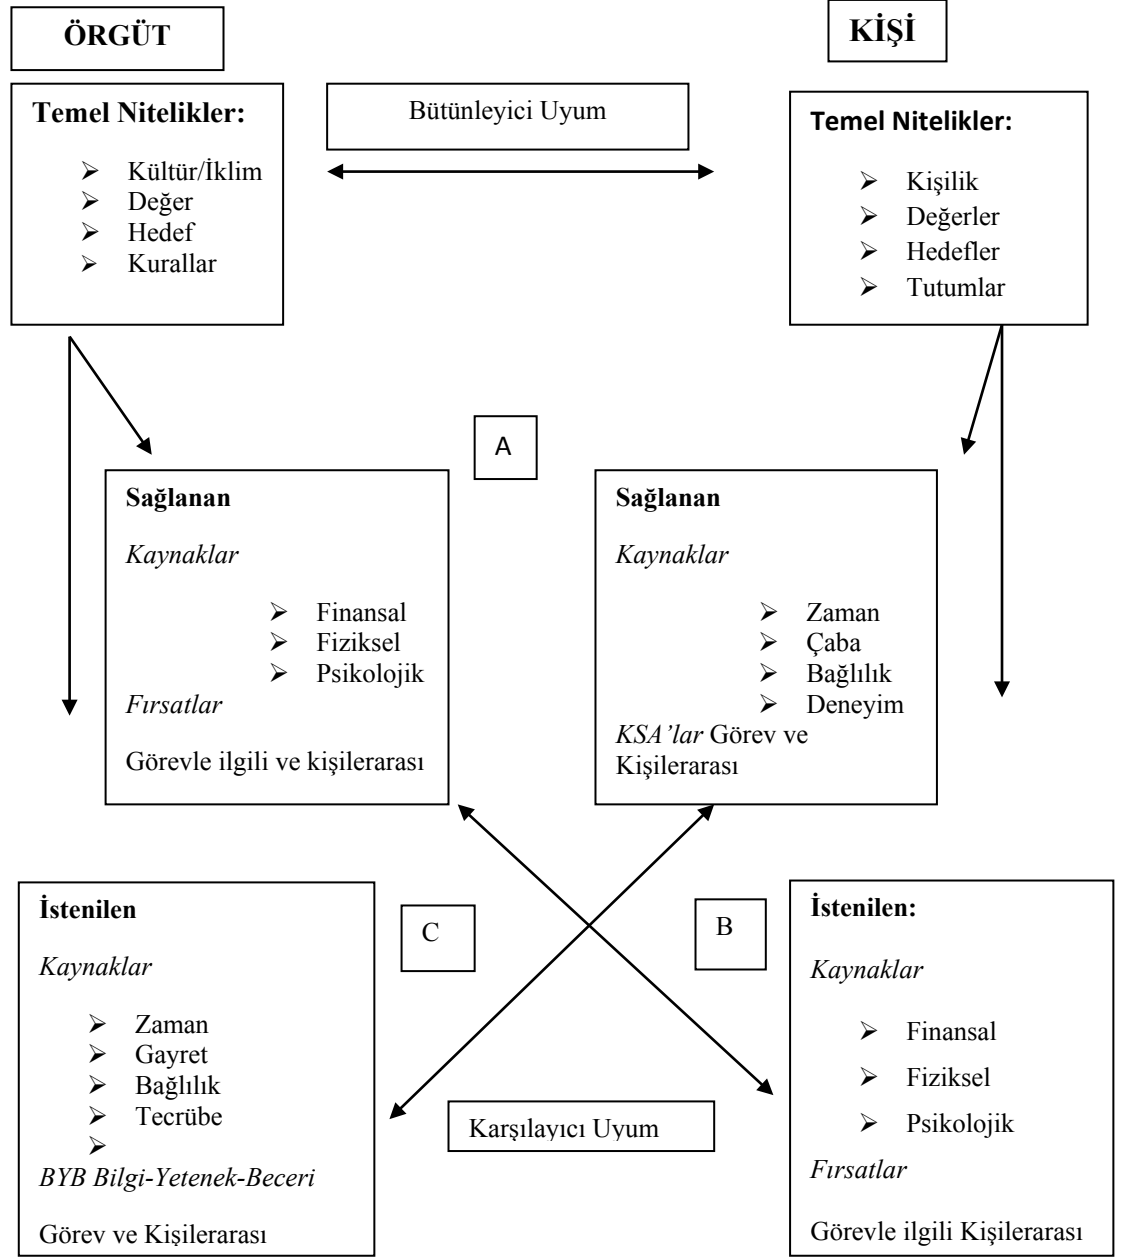 ÖRGÜT
KİŞİ
Temel Nitelikler:
➢ Kültür/İklim
➢ Değer
➢ Hedef
➢ Kurallar
Bütünleyici Uyum
Temel Nitelikler:
➢ Kişilik
➢ Değerler
➢ Hedefler
➢ Tutumlar
A
Sağlanan
Kaynaklar
➢ Finansal
➢ Fiziksel
➢ Psikolojik
Fırsatlar
Görevle ilgili ve kişilerarası
Sağlanan
Kaynaklar
➢ Zaman
➢ Çaba
➢ Bağlılık
➢ Deneyim
KSA’lar Görev ve
Kişilerarası
İstenilen
Kaynaklar
➢ Zaman
➢ Gayret
➢ Bağlılık
➢ Tecrübe
➢
BYB Bilgi-Yetenek-Beceri
Görev ve Kişilerarası
C
B
Karşılayıcı Uyum
İstenilen:
Kaynaklar
➢ Finansal
➢ Fiziksel
➢ Psikolojik
Fırsatlar
Görevle ilgili Kişilerarası